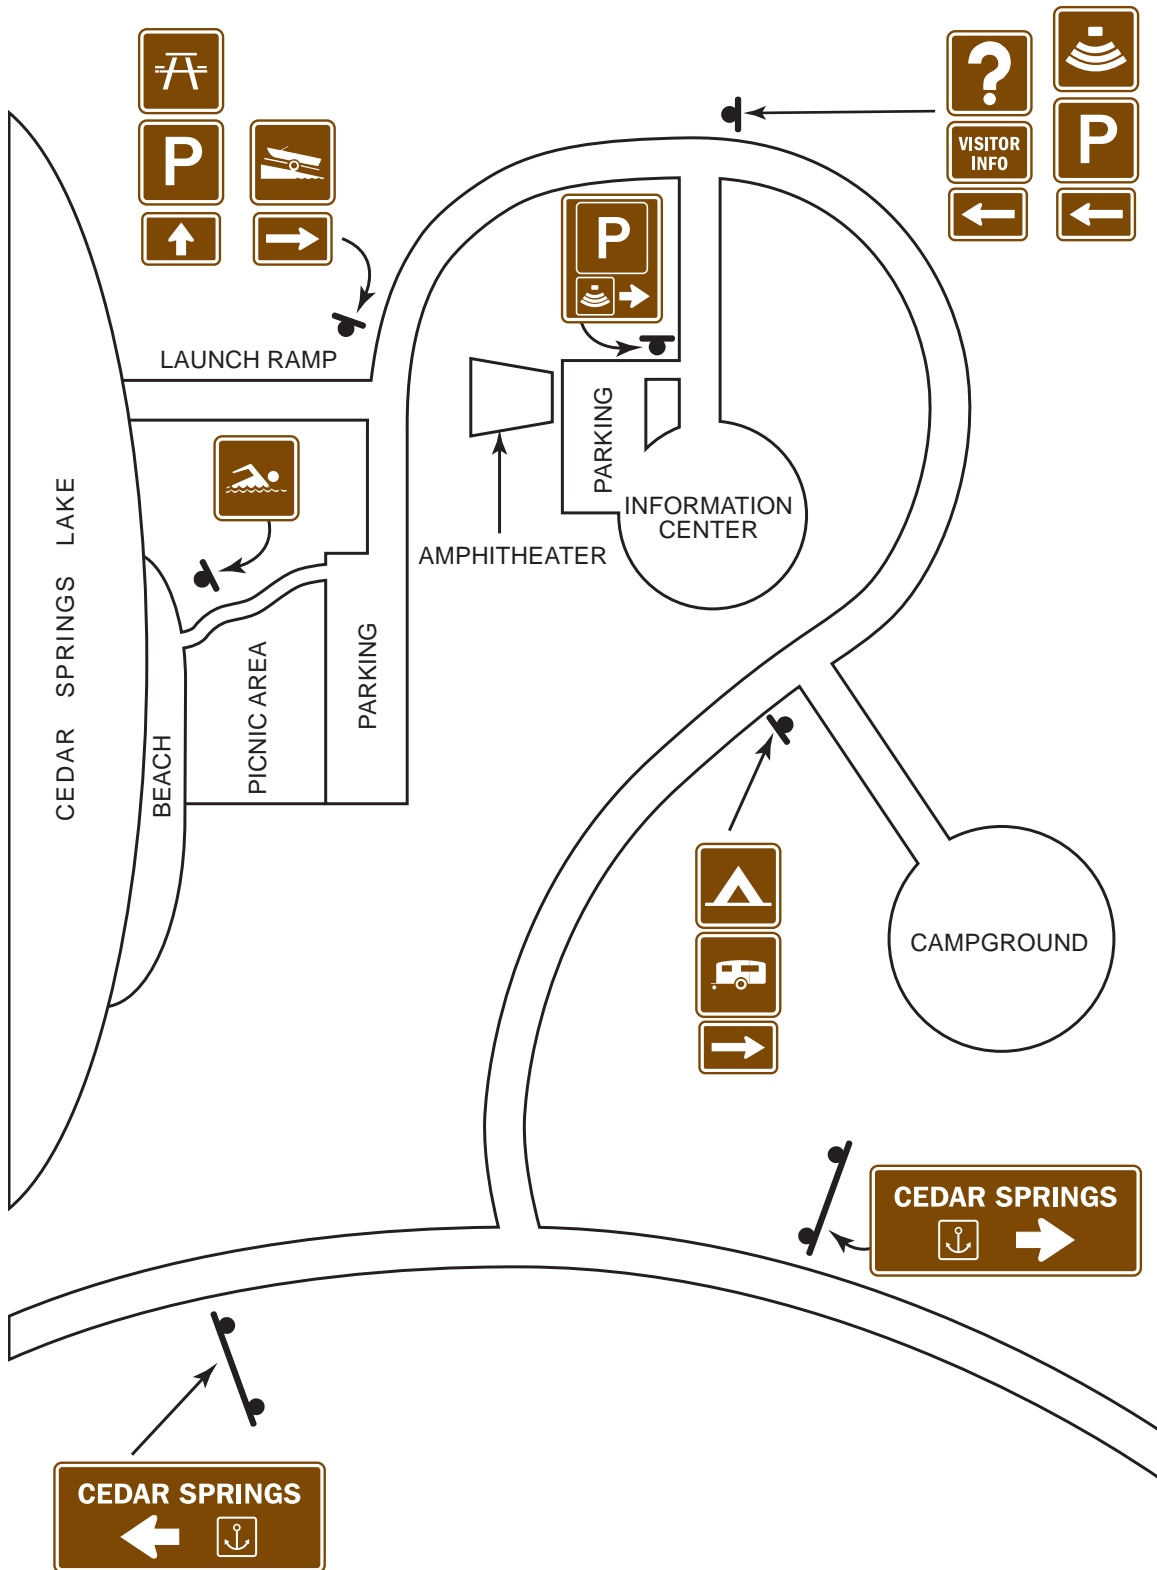 P
?
VISITOR
INFO
P
P
LAUNCH RAMP
PARKING
INFORMATION
CENTER
AMPHITHEATER
CEDAR SPRINGS LAKE
BEACH
PICNIC AREA
PARKING
CAMPGROUND
CEDAR SPRINGS
CEDAR SPRINGS